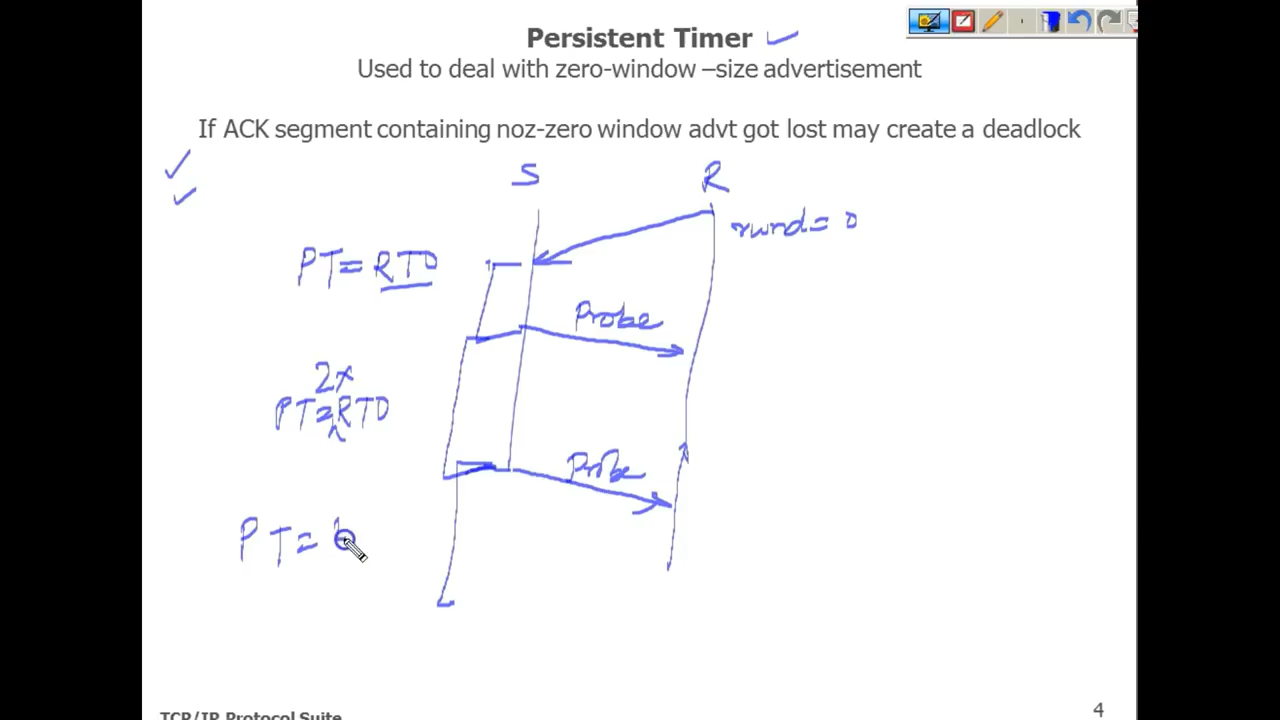 Persistent Timer
Used to deal with zero-window –size advertisement
If ACK segment containing noz-zero window advt got lost may create a deadlock
S R
rwnd = 0
PT = RTO
Probe
2x
PT = RTO
Probe
PT = 6
TCP/IP Protocol Suite
4